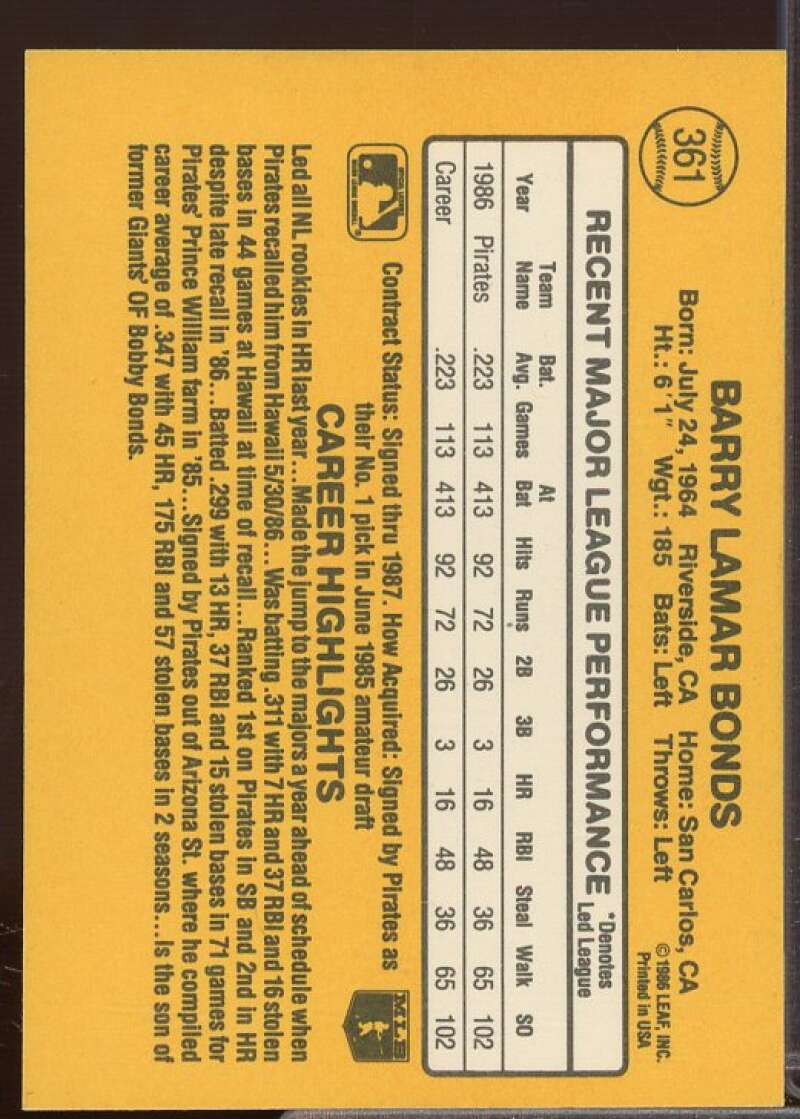 361
BARRY LAMAR BONDS
Born: July 24, 1964 Riverside, CA Home: San Carlos, CA
Ht.: 6'1" Wgt.: 185 Bats: Left Throws: Left
©1986 LEAF, INC.
Printed in USA
RECENT MAJOR LEAGUE PERFORMANCE *Denotes
Led League
Team Bat. At
Year Name Avg. Games Bat Hits Runs 2B 3B HR RBI Steal Walk SO
1986 Pirates .223 113 413 92 72 26 3 16 48 36 65 102
Career .223 113 413 92 72 26 3 16 48 36 65 102
Contract Status: Signed thru 1987. How Acquired: Signed by Pirates as
their No. 1 pick in June 1985 amateur draft
MLB
CAREER HIGHLIGHTS
Led all NL rookies in HR last year...Made the jump to the majors a year ahead of schedule when
Pirates recalled him from Hawaii 5/30/86...Was batting .311 with 7 HR and 37 RBI and 16 stolen
bases in 44 games at Hawaii at time of recall...Ranked 1st on Pirates in SB and 2nd in HR
despite late recall in '86...Batted .299 with 13 HR, 37 RBI and 15 stolen bases in 71 games for
Pirates' Prince William farm in '85...Signed by Pirates out of Arizona St. where he compiled
career average of .347 with 45 HR, 175 RBI and 57 stolen bases in 2 seasons...Is the son of
former Giants' OF Bobby Bonds.